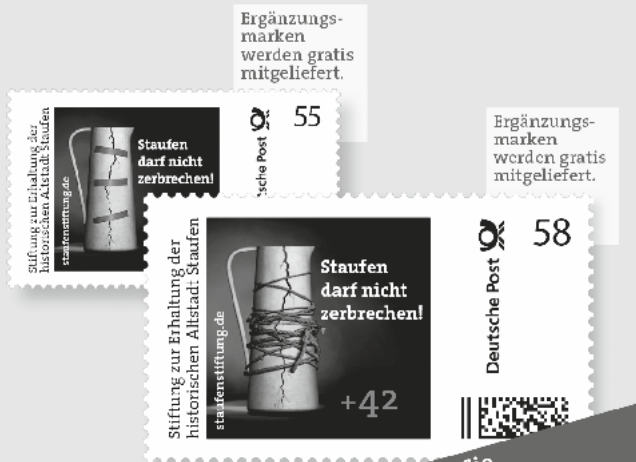 Ergänzungs-
marken
werden gratis
mitgeliefert.
Stiftung zur Erhaltung der
historischen Altstadt Staufen
staufenstiftung.de
Staufen
darf nicht
zerbrechen!
55
Ergänzungs-
marken
werden gratis
mitgeliefert.
Stiftung zur Erhaltung der
historischen Altstadt Staufen
staufenstiftung.de
Staufen
darf nicht
zerbrechen!
+42
Deutsche Post
58